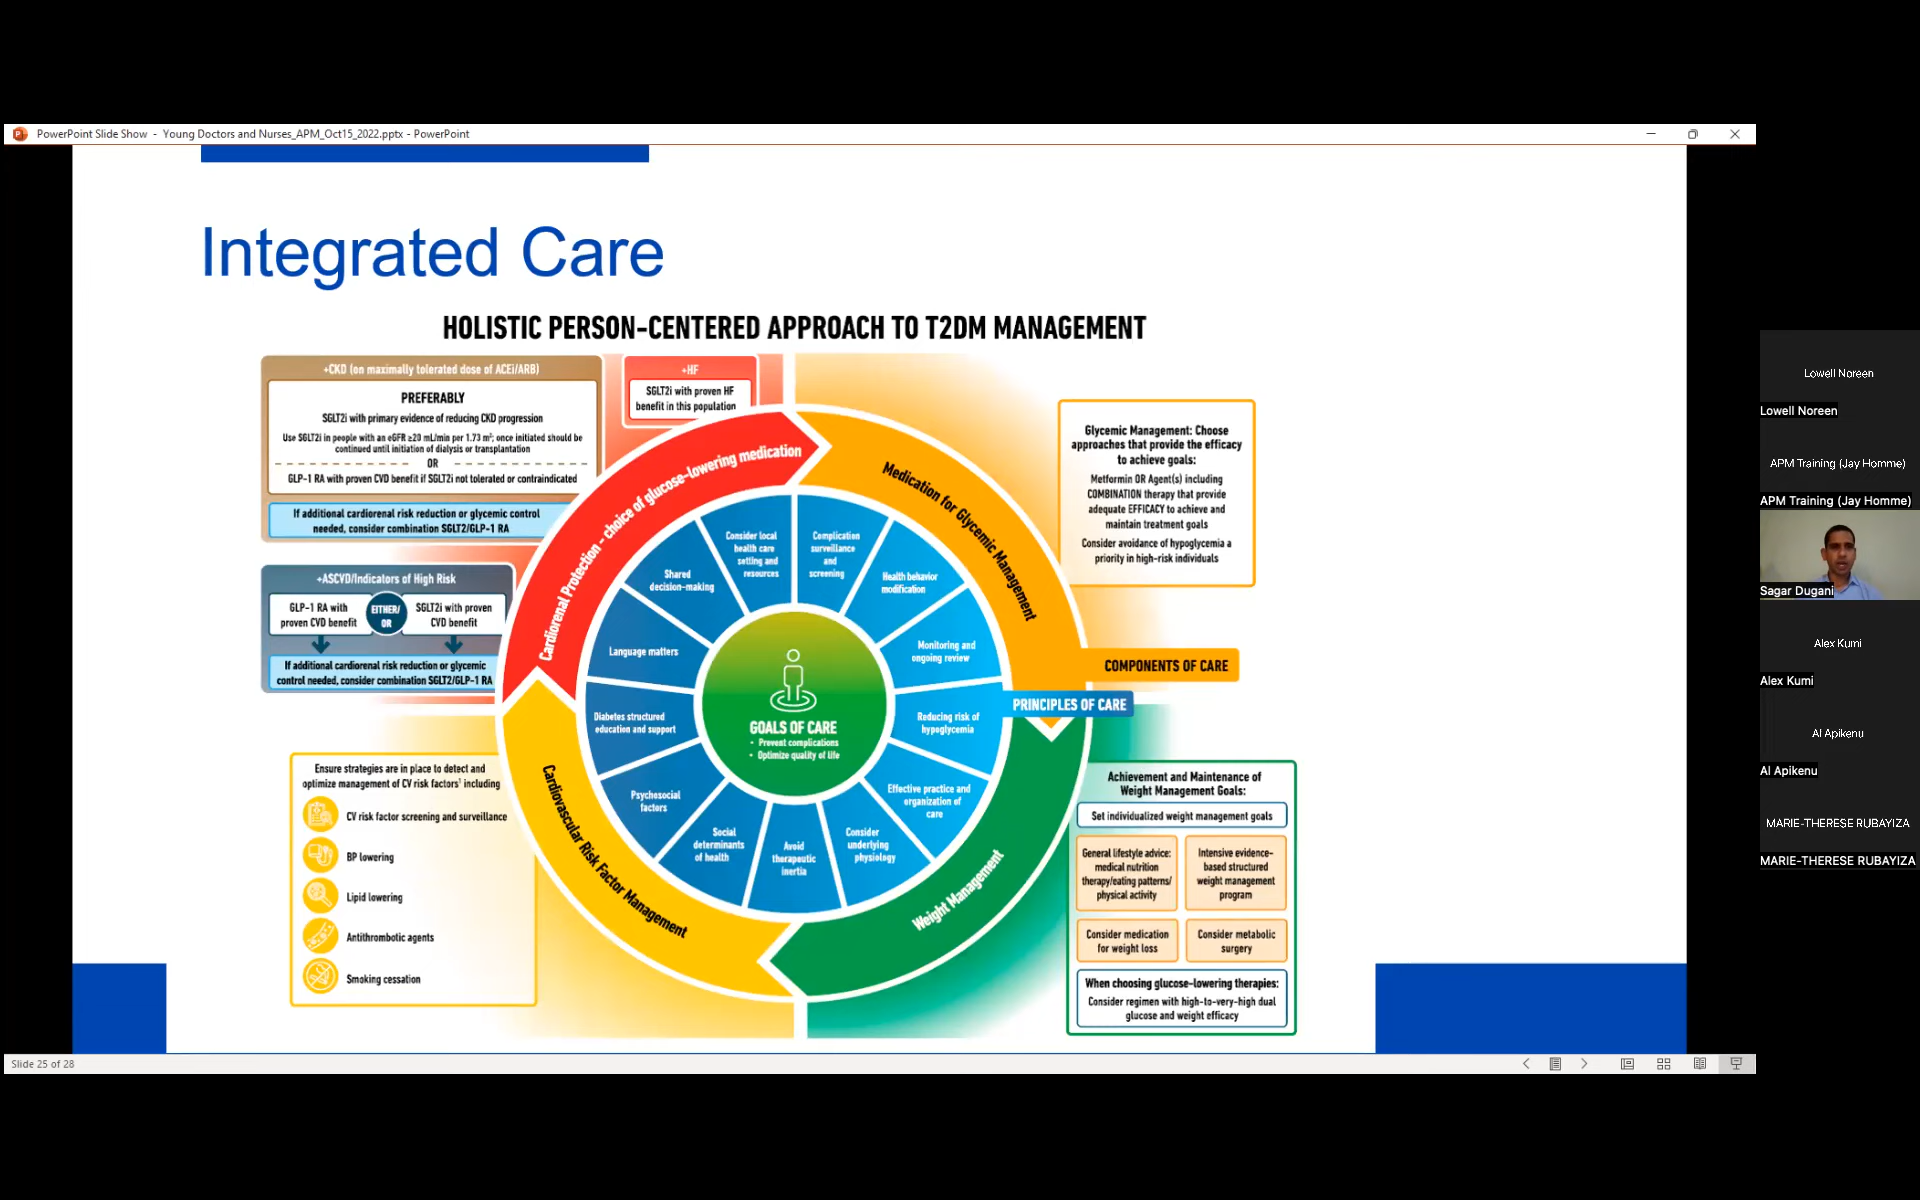 PowerPoint Slide Show - Young Doctors and Nurses_APM_Oct15_2022.pptx - PowerPoint
Integrated Care
HOLISTIC PERSON-CENTERED APPROACH TO T2DM MANAGEMENT
+CKD (on maximally tolerated dose of ACEi/ARB)
PREFERABLY
SGLT2i with primary evidence of reducing CKD progression
Use SGLT2i in people with an eGFR ≥20 mL/min per 1.73 m²; once initiated should be
continued until initiation of dialysis or transplantation
OR
GLP-1 RA with proven CVD benefit if SGLT2i not tolerated or contraindicated
If additional cardiorenal risk reduction or glycemic control
needed, consider combination SGLT2/GLP-1 RA
+HF
SGLT2i with proven HF
benefit in this population
+ASCVD/Indicators of High Risk
GLP-1 RA with
proven CVD benefit
EITHER/
OR
SGLT2i with proven
CVD benefit
If additional cardiorenal risk reduction or glycemic
control needed, consider combination SGLT2/GLP-1 RA
Ensure strategies are in place to detect and
optimize management of CV risk factors¹ including
CV risk factor screening and surveillance
BP lowering
Lipid lowering
Antithrombotic agents
Smoking cessation
Cardiorenal Protection - choice of glucose-lowering medication
Medication for Glycemic Management
Weight Management
Cardiovascular Risk Factor Management
Consider local
health care
setting and
resources
Complication
surveillance
and
screening
Health behavior
modification
Monitoring and
ongoing review
Reducing risk of
hypoglycemia
Effective practice and
organization of
care
Consider
underlying
physiology
Avoid
therapeutic
inertia
Social
determinants
of health
Psychosocial
factors
Diabetes structured
education and support
Language matters
Shared
decision-making
GOALS OF CARE
• Prevent complications
• Optimize quality of life
Glycemic Management: Choose
approaches that provide the efficacy
to achieve goals:
Metformin OR Agent(s) including
COMBINATION therapy that provide
adequate EFFICACY to achieve and
maintain treatment goals
Consider avoidance of hypoglycemia a
priority in high-risk individuals
COMPONENTS OF CARE
PRINCIPLES OF CARE
Achievement and Maintenance of
Weight Management Goals:
Set individualized weight management goals
General lifestyle advice:
medical nutrition
therapy/eating patterns/
physical activity
Intensive evidence-
based structured
weight management
program
Consider medication
for weight loss
Consider metabolic
surgery
When choosing glucose-lowering therapies:
Consider regimen with high-to-very-high dual
glucose and weight efficacy
Slide 25 of 28
Lowell Noreen
Lowell Noreen
APM Training (Jay Homme)
APM Training (Jay Homme)
Sagar Dugani
Alex Kumi
Alex Kumi
Al Apikenu
Al Apikenu
MARIE-THERESE RUBAYIZA
MARIE-THERESE RUBAYIZA